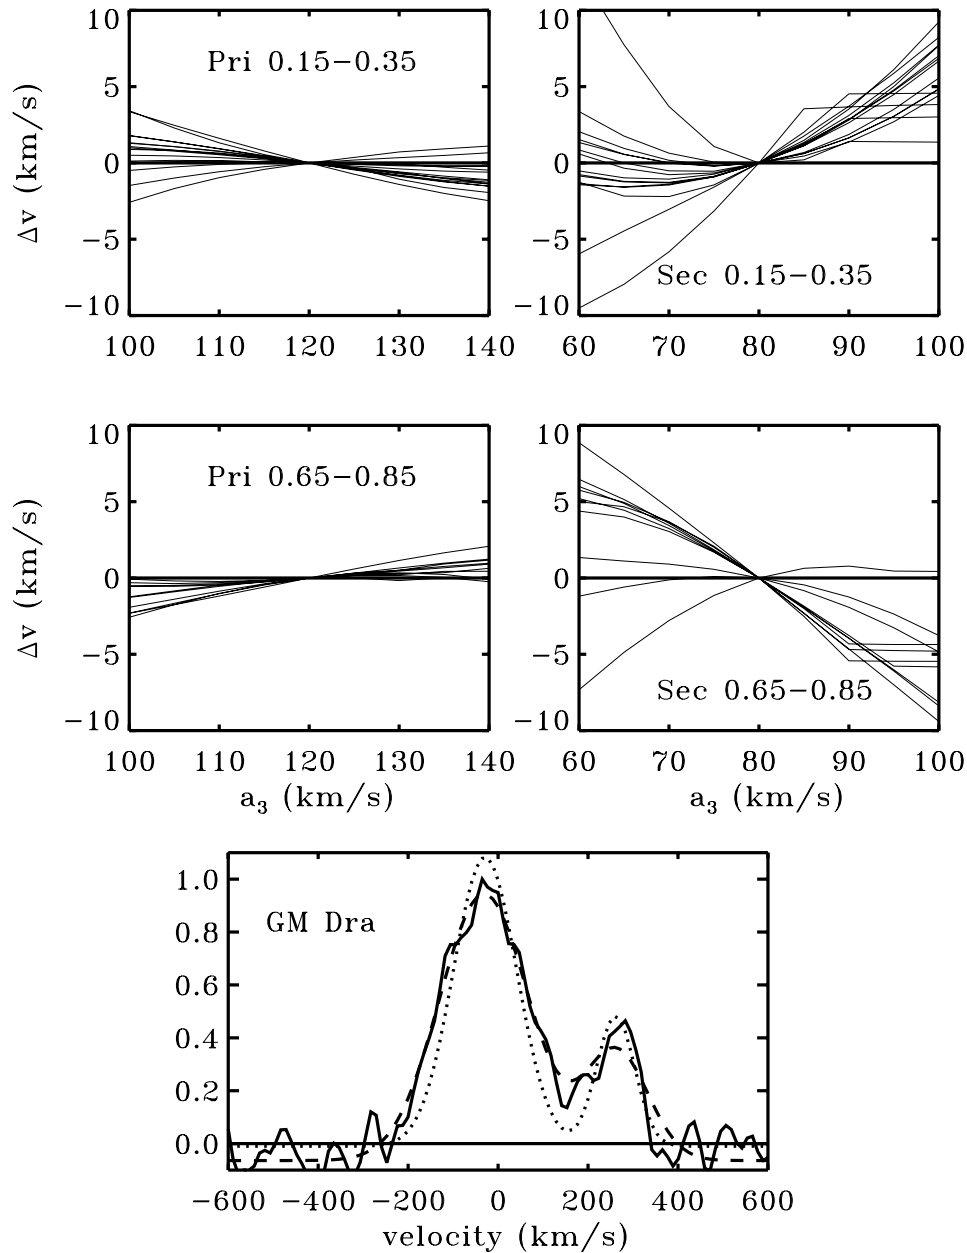 10
5
0
−5
−10
Δv (km/s)
Pri 0.15−0.35
100 110 120 130 140
10
5
0
−5
−10
Sec 0.15−0.35
60 70 80 90 100
10
5
0
−5
−10
Δv (km/s)
Pri 0.65−0.85
100 110 120 130 140
a₃ (km/s)
10
5
0
−5
−10
Sec 0.65−0.85
60 70 80 90 100
a₃ (km/s)
1.0
0.8
0.6
0.4
0.2
0.0
GM Dra
−600 −400 −200 0 200 400 600
velocity (km/s)